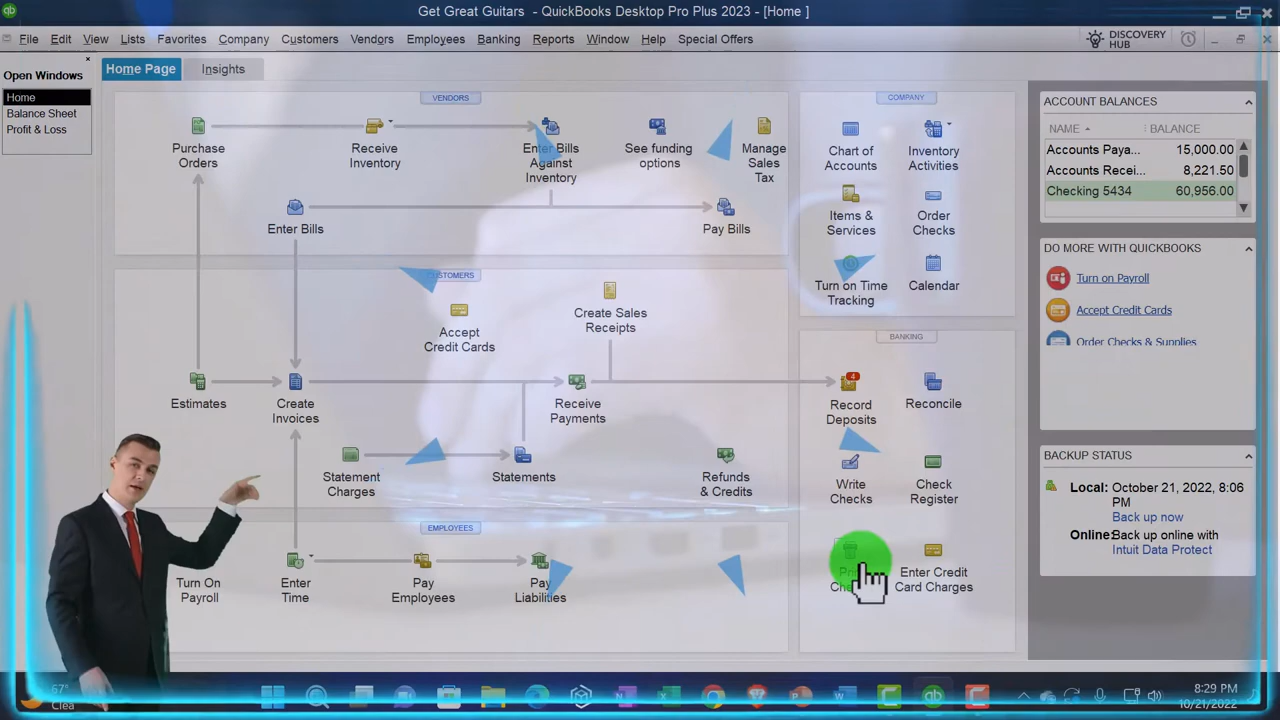 Get Great Guitars - QuickBooks Desktop Pro Plus 2023 - [Home ]
File Edit View Lists Favorites Company Customers Vendors Employees Banking Reports Window Help Special Offers
DISCOVERY
HUB
Open Windows
Home
Balance Sheet
Profit & Loss
Home Page
Insights
VENDORS
Purchase
Orders
Receive
Inventory
Enter Bills
Against
Inventory
See funding
options
Manage
Sales
Tax
Enter Bills
Pay Bills
CUSTOMERS
Accept
Credit Cards
Create Sales
Receipts
Estimates
Create
Invoices
Receive
Payments
Statement
Charges
Statements
Refunds
& Credits
EMPLOYEES
Turn On
Payroll
Enter
Time
Pay
Employees
Pay
Liabilities
COMPANY
Chart of
Accounts
Inventory
Activities
Items &
Services
Order
Checks
Turn on Time
Tracking
Calendar
BANKING
4
Record
Deposits
Reconcile
Write
Checks
Check
Register
Enter Credit
Card Charges
ACCOUNT BALANCES
NAME BALANCE
Accounts Paya... 15,000.00
Accounts Recei... 8,221.50
Checking 5434 60,956.00
DO MORE WITH QUICKBOOKS
Turn on Payroll
Accept Credit Cards
Order Checks & Supplies
BACKUP STATUS
Local: October 21, 2022, 8:06
PM
Back up now
Online: Back up online with
Intuit Data Protect
67°
Clea
8:29 PM
10/21/2022